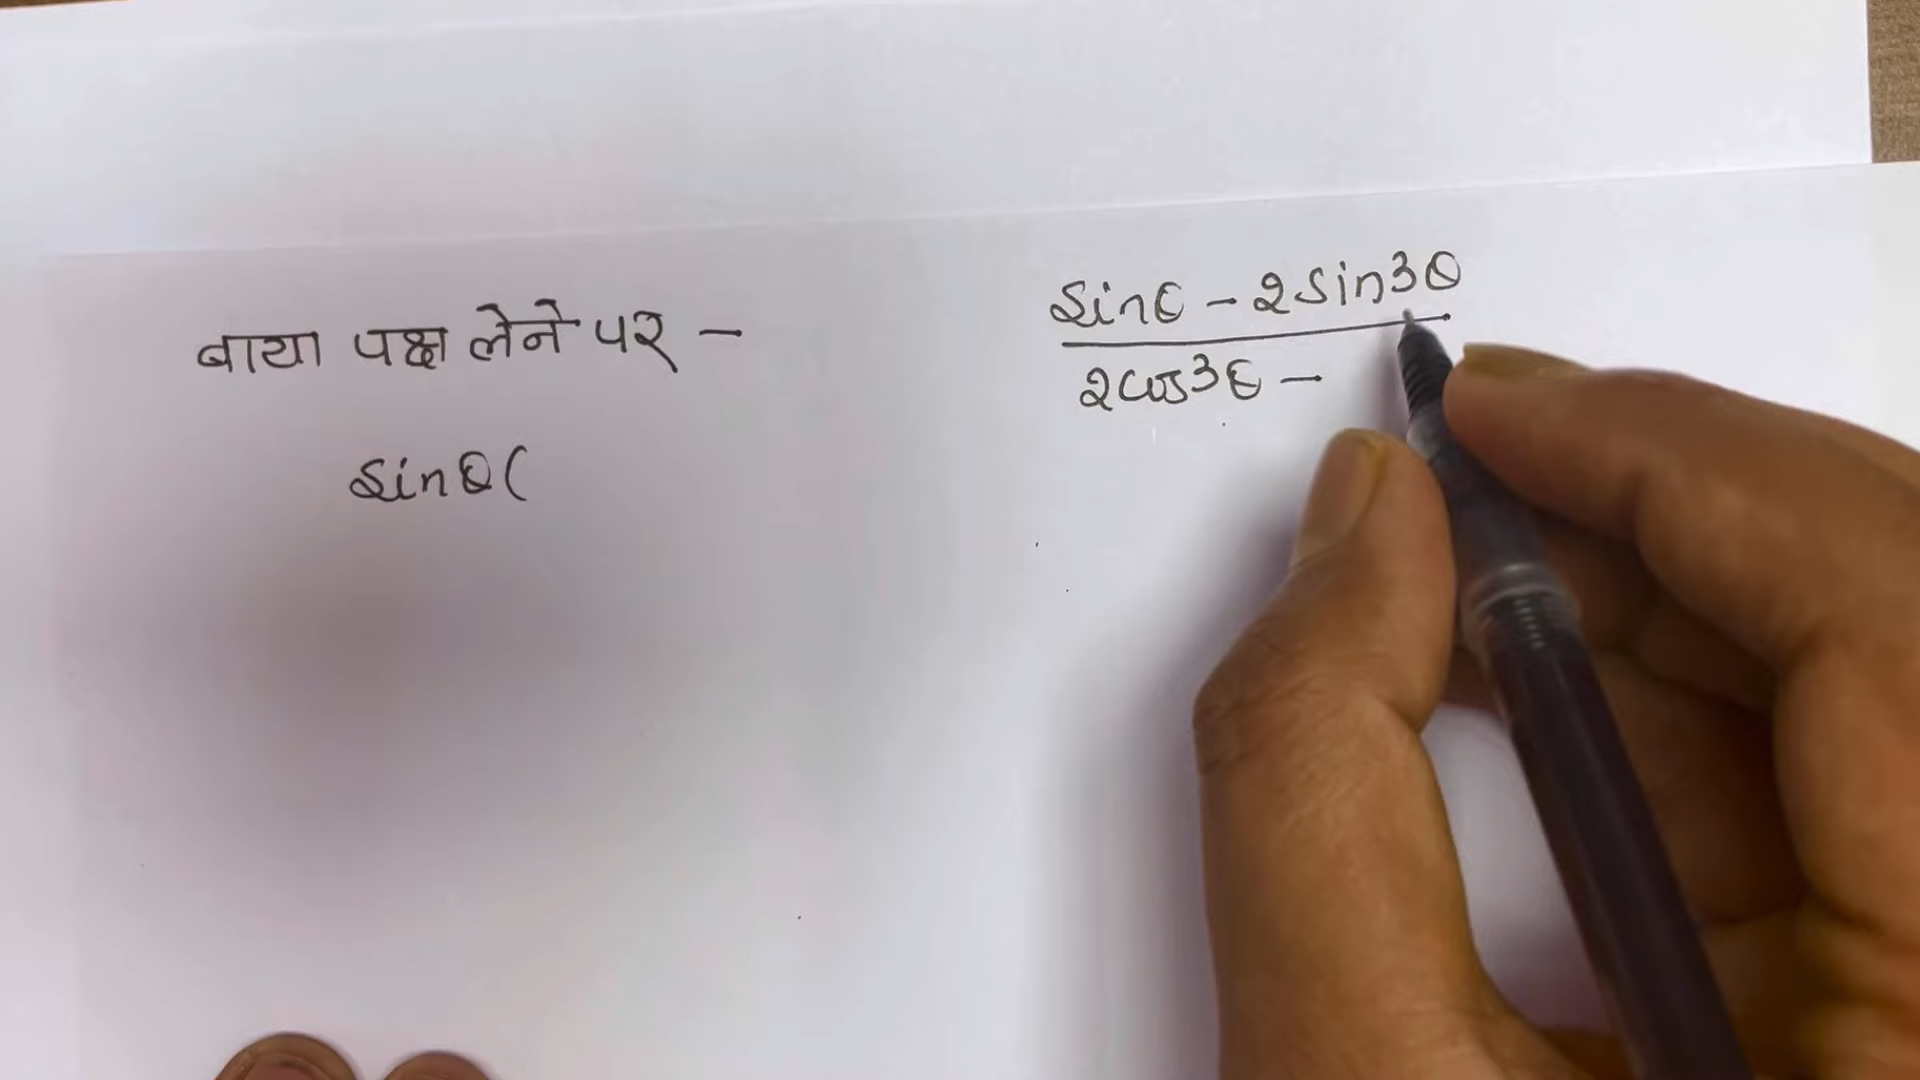 बाया पक्ष लेने पर – sinθ - 2sin³θ
2cos³θ –
sinθ(